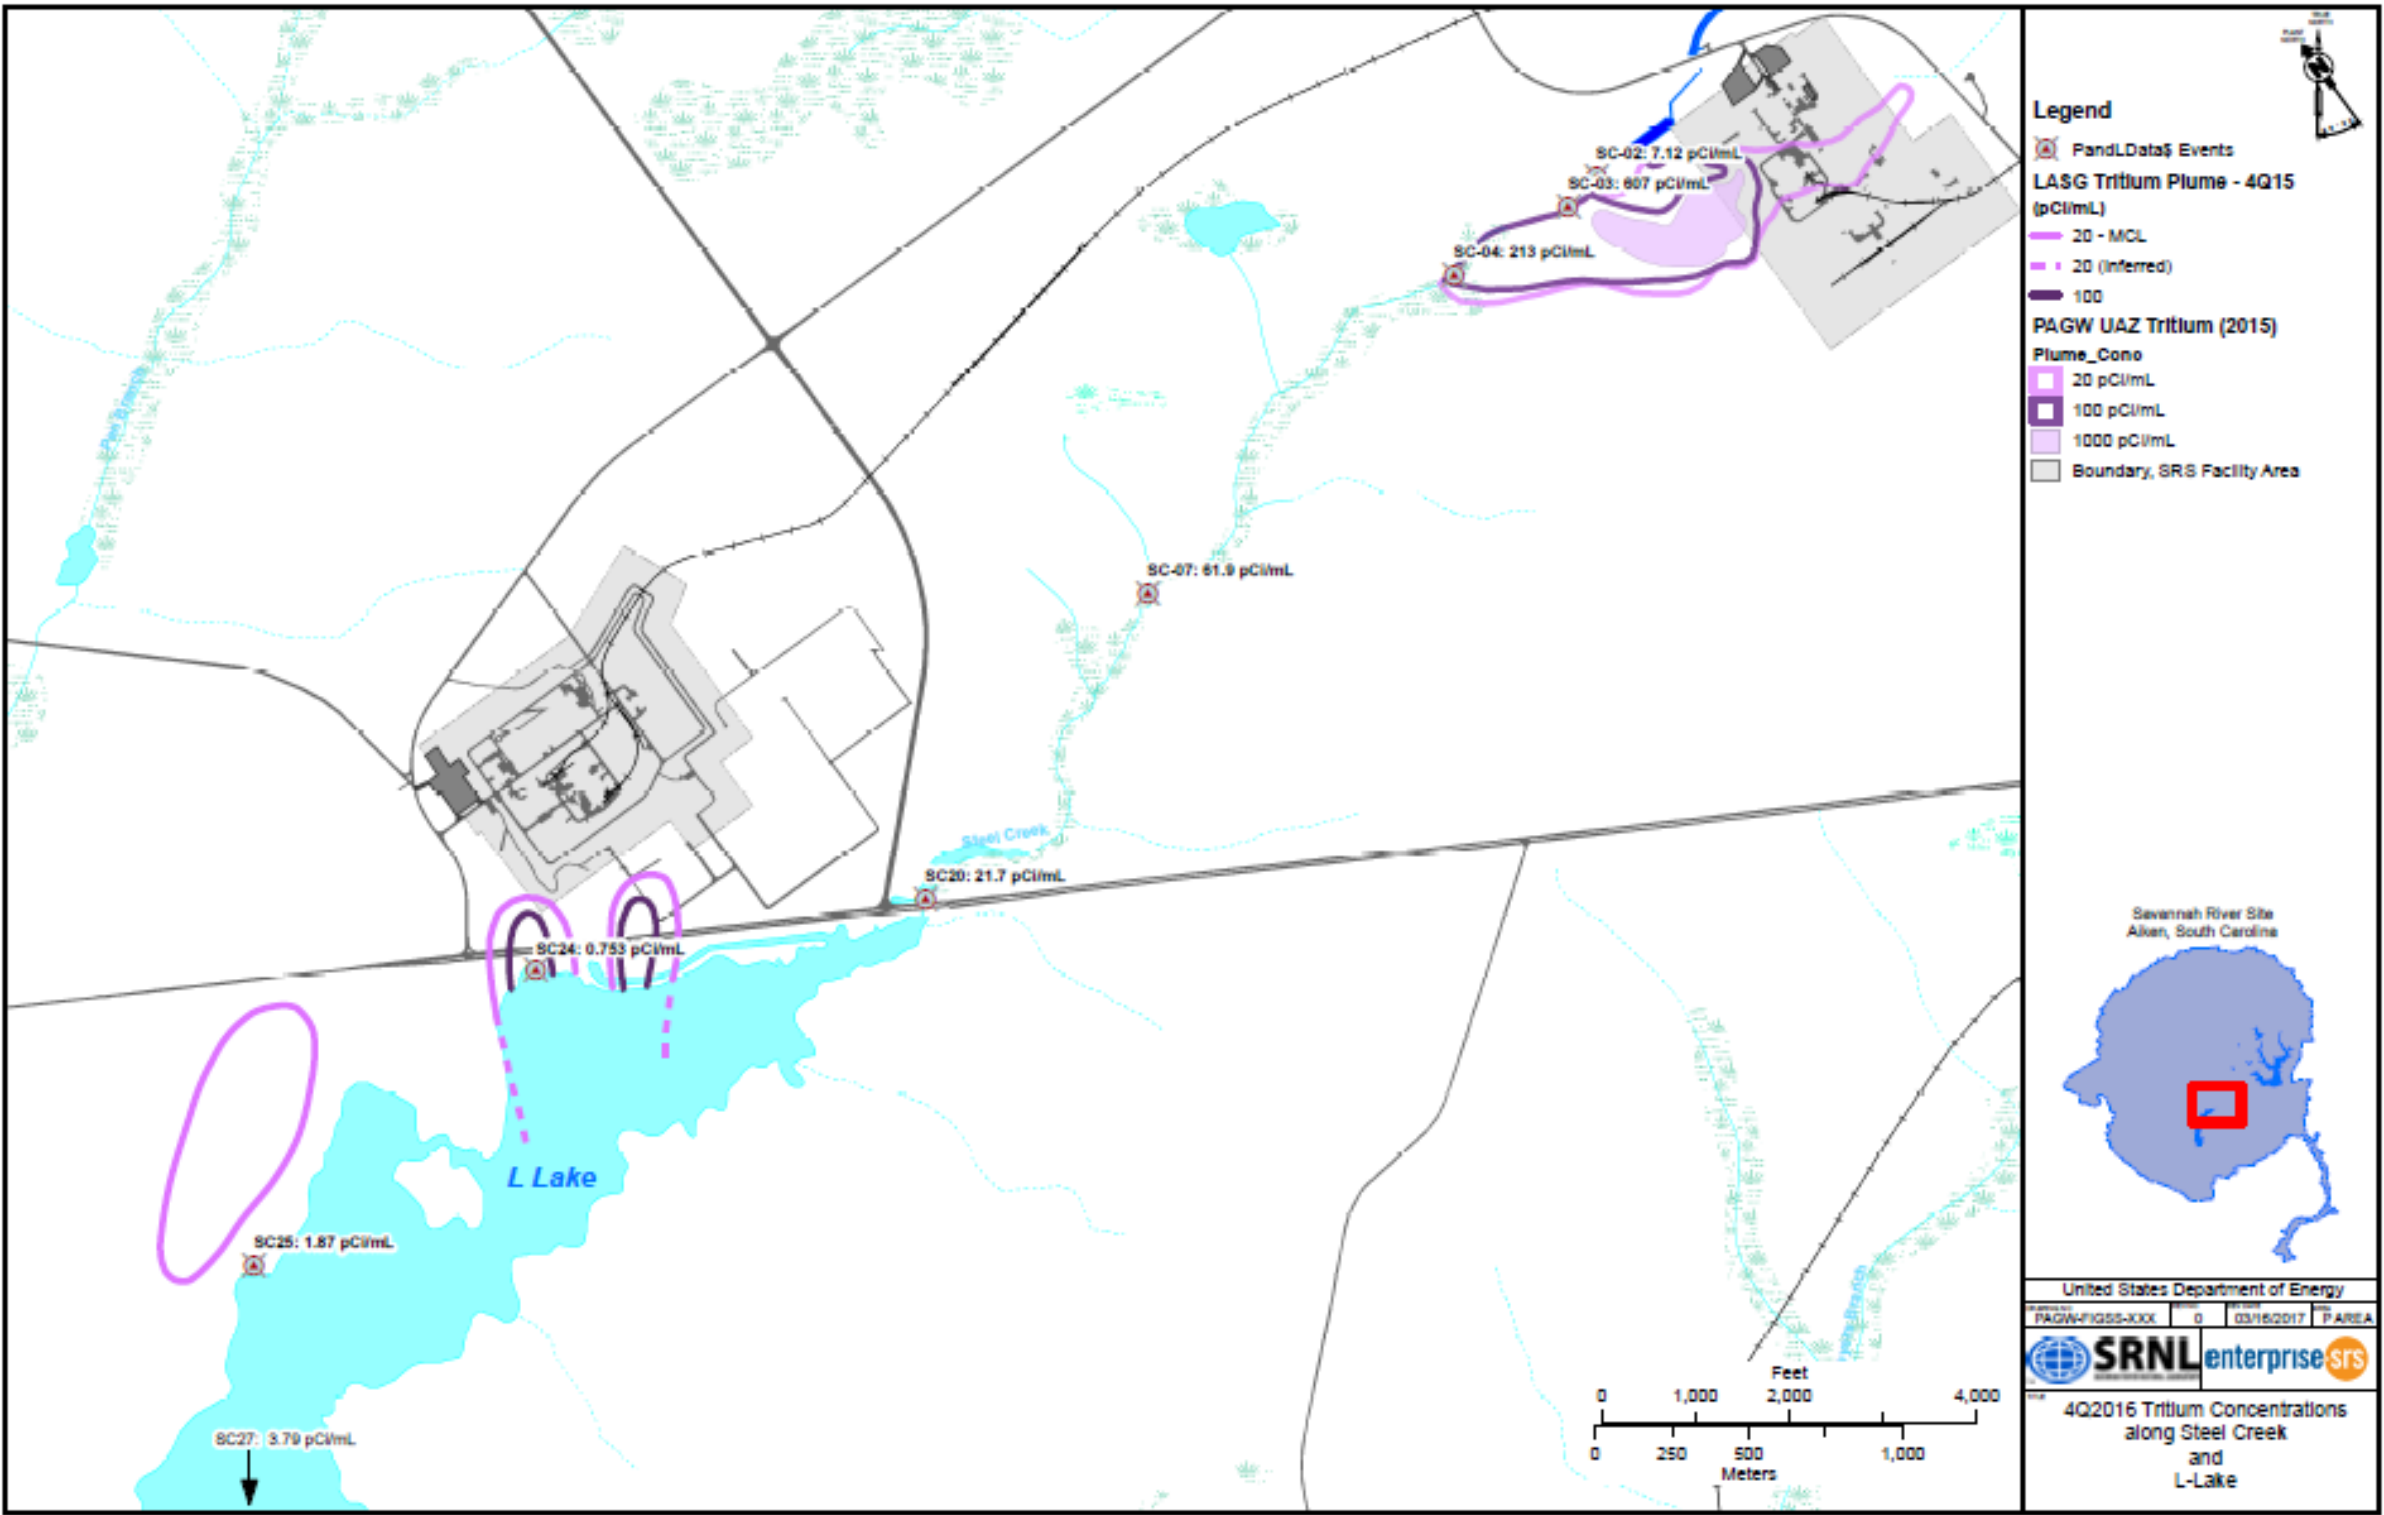 SC-02: 7.12 pCi/mL
SC-03: 607 pCi/mL
SC-04: 213 pCi/mL
SC-07: 61.9 pCi/mL
Steel Creek
SC20: 21.7 pCi/mL
SC24: 0.753 pCi/mL
L Lake
SC25: 1.87 pCi/mL
SC27: 3.79 pCi/mL
Feet
0 1,000 2,000 4,000
0 250 500 1,000
Meters
Legend
PandLData$ Events
LASG Tritium Plume - 4Q15
(pCi/mL)
20 - MCL
20 (Inferred)
100
PAGW UAZ Tritium (2015)
Plume_Conc
20 pCi/mL
100 pCi/mL
1000 pCi/mL
Boundary, SRS Facility Area
Savannah River Site
Aiken, South Carolina
United States Department of Energy
PAGW-FIGSS-XXX 0 03/16/2017 P AREA
SRNL enterprise srs
4Q2016 Tritium Concentrations
along Steel Creek
and
L-Lake